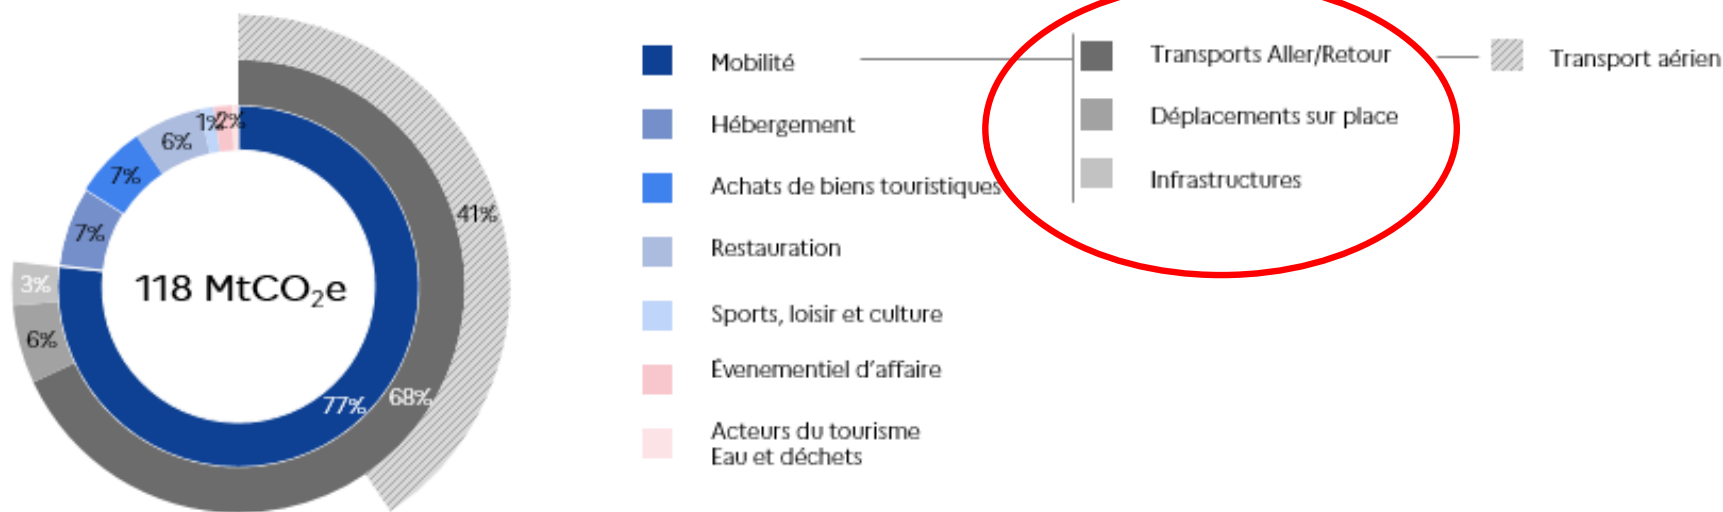 1%
2%
6%
7%
7%
41%
118 MtCO₂e
3%
6%
77%
68%
Mobilité
Hébergement
Achats de biens touristiques
Restauration
Sports, loisir et culture
Évenementiel d'affaire
Acteurs du tourisme
Eau et déchets
Transports Aller/Retour
Déplacements sur place
Infrastructures
Transport aérien